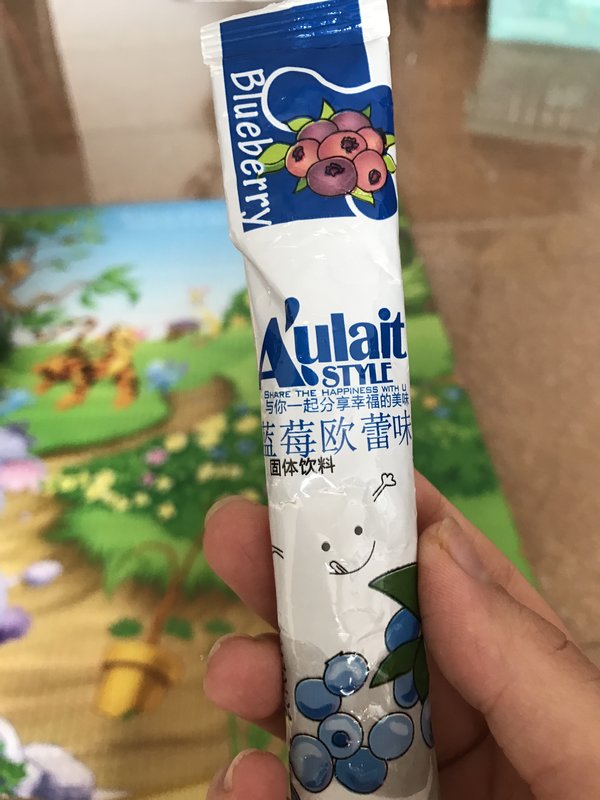 Blueberry
A'ulait
STYLE
SHARE THE HAPPINESS WITH U
与你一起分享幸福的美味
蓝莓欧蕾味
固体饮料